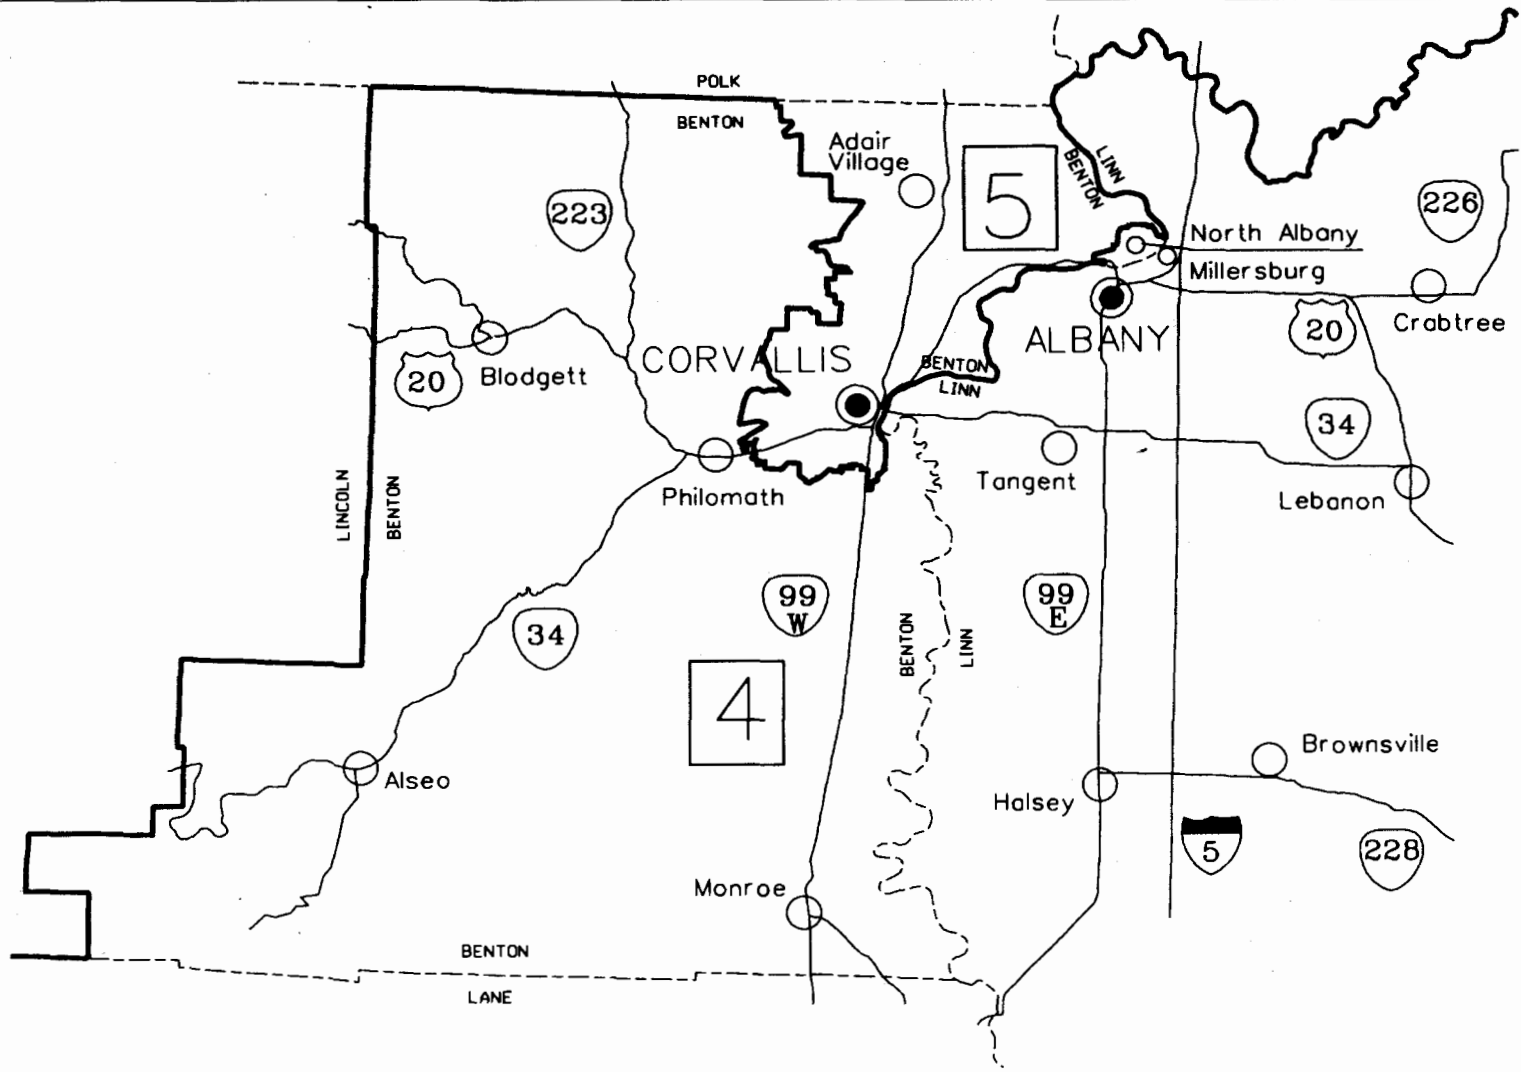 POLK
BENTON
Adair
Village
5
LINN
BENTON
223
226
North Albany
Millersburg
20
Crabtree
ALBANY
CORVALLIS
20
Blodgett
BENTON
LINN
34
Philomath
Tangent
Lebanon
LINCOLN
BENTON
99
W
99
E
34
BENTON
LINN
4
Alseo
Brownsville
Halsey
5
228
Monroe
BENTON
LANE